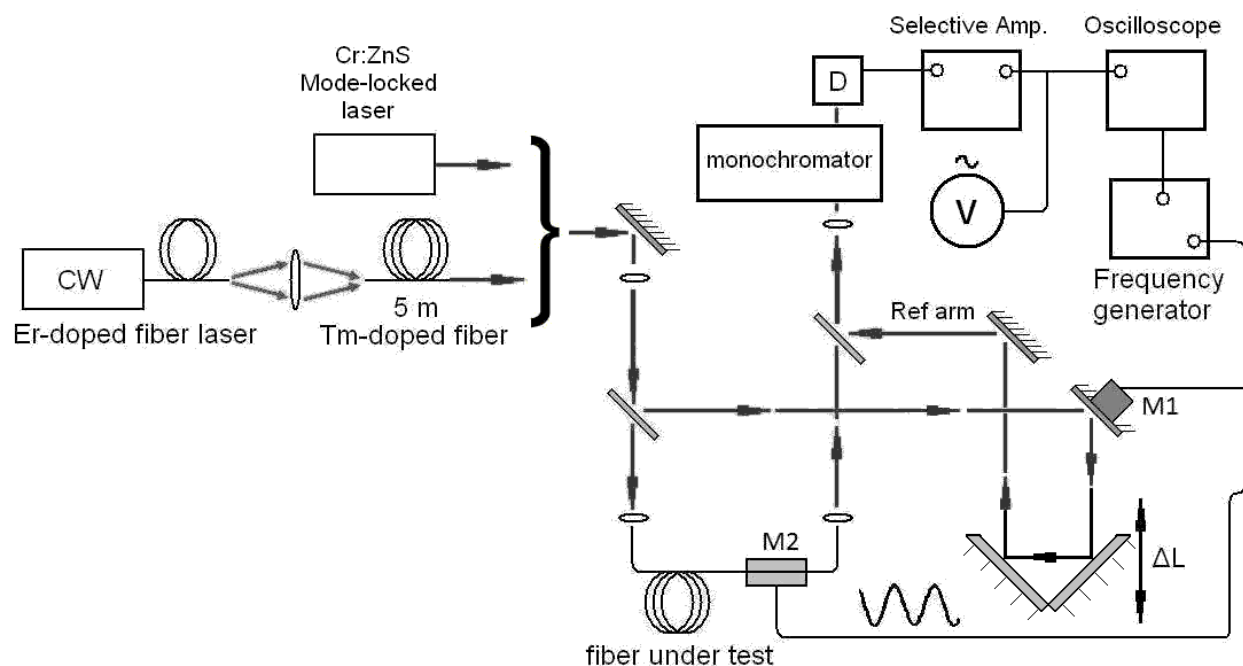 Selective Amp.
Oscilloscope
Cr:ZnS
Mode-locked
laser
D
monochromator
V
CW
5 m
Er-doped fiber laser
Tm-doped fiber
Frequency
generator
Ref arm
M1
M2
ΔL
fiber under test